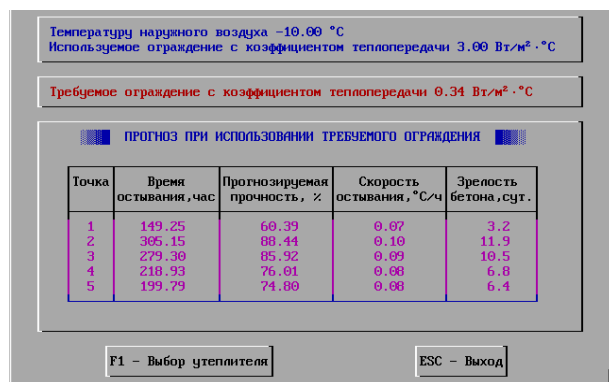 Температуру наружного воздуха -10.00 °C
Используемое ограждение с коэффициентом теплопередачи 3.00 Вт/м²·°C
Требуемое ограждение с коэффициентом теплопередачи 0.34 Вт/м²·°C
ПРОГНОЗ ПРИ ИСПОЛЬЗОВАНИИ ТРЕБУЕМОГО ОГРАЖДЕНИЯ
Точка Время Прогнозируемая Скорость Зрелость
остывания,час прочность, % остывания,°C/ч бетона,сут.
1 149.25 60.39 0.07 3.2
2 305.15 88.44 0.10 11.9
3 279.30 85.92 0.09 10.5
4 218.93 76.01 0.08 6.8
5 199.79 74.80 0.08 6.4
F1 - Выбор утеплителя ESC - Выход